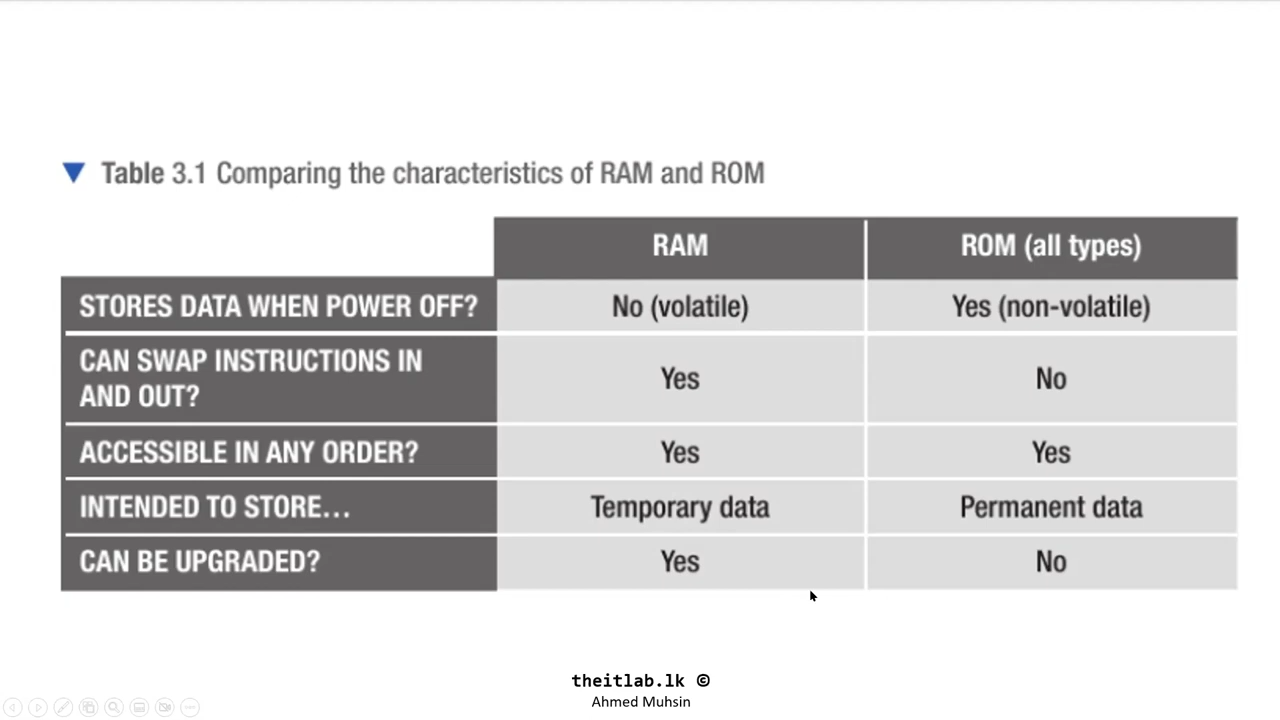 ▼ Table 3.1 Comparing the characteristics of RAM and ROM
RAM ROM (all types)
STORES DATA WHEN POWER OFF? No (volatile) Yes (non-volatile)
CAN SWAP INSTRUCTIONS IN
AND OUT? Yes No
ACCESSIBLE IN ANY ORDER? Yes Yes
INTENDED TO STORE... Temporary data Permanent data
CAN BE UPGRADED? Yes No
theitlab.lk ©
Ahmed Muhsin